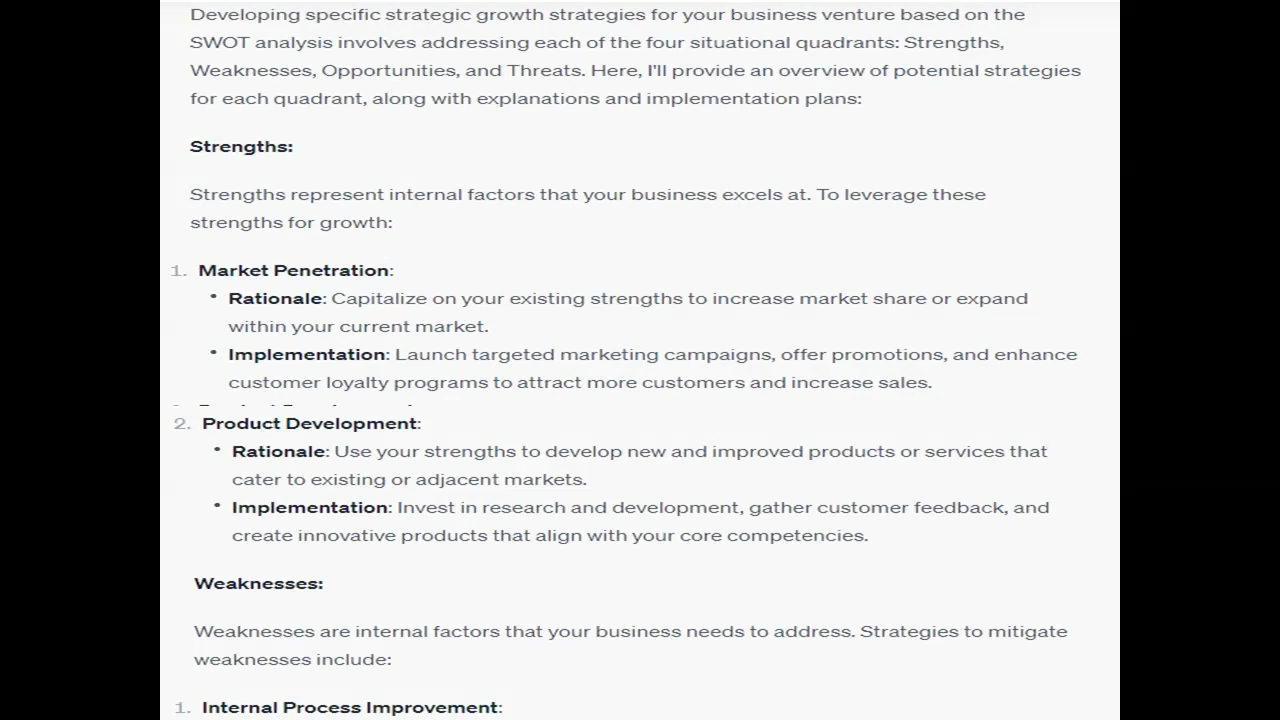 Developing specific strategic growth strategies for your business venture based on the
SWOT analysis involves addressing each of the four situational quadrants: Strengths,
Weaknesses, Opportunities, and Threats. Here, I'll provide an overview of potential strategies
for each quadrant, along with explanations and implementation plans:
Strengths:
Strengths represent internal factors that your business excels at. To leverage these
strengths for growth:
1. Market Penetration:
• Rationale: Capitalize on your existing strengths to increase market share or expand
within your current market.
• Implementation: Launch targeted marketing campaigns, offer promotions, and enhance
customer loyalty programs to attract more customers and increase sales.
2. Product Development:
• Rationale: Use your strengths to develop new and improved products or services that
cater to existing or adjacent markets.
• Implementation: Invest in research and development, gather customer feedback, and
create innovative products that align with your core competencies.
Weaknesses:
Weaknesses are internal factors that your business needs to address. Strategies to mitigate
weaknesses include:
1. Internal Process Improvement: